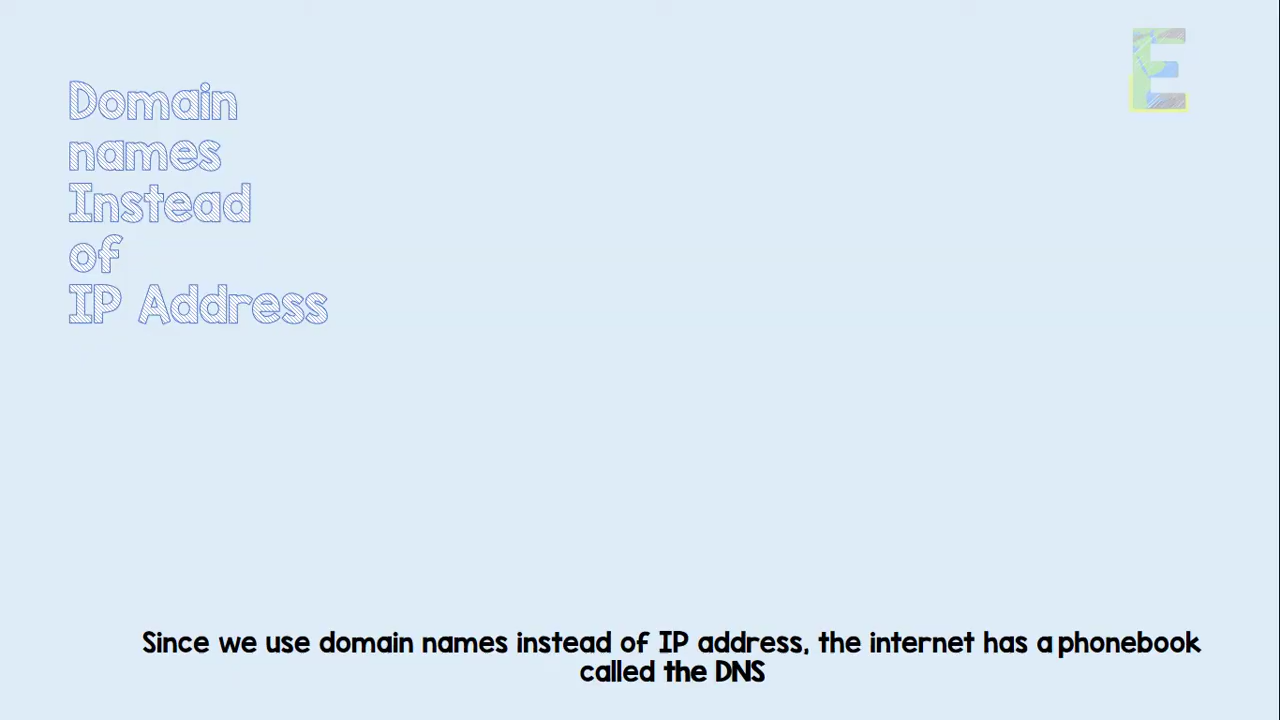 E
Domain
names
Instead
of
IP Address
Since we use domain names instead of IP address, the internet has a phonebook
called the DNS